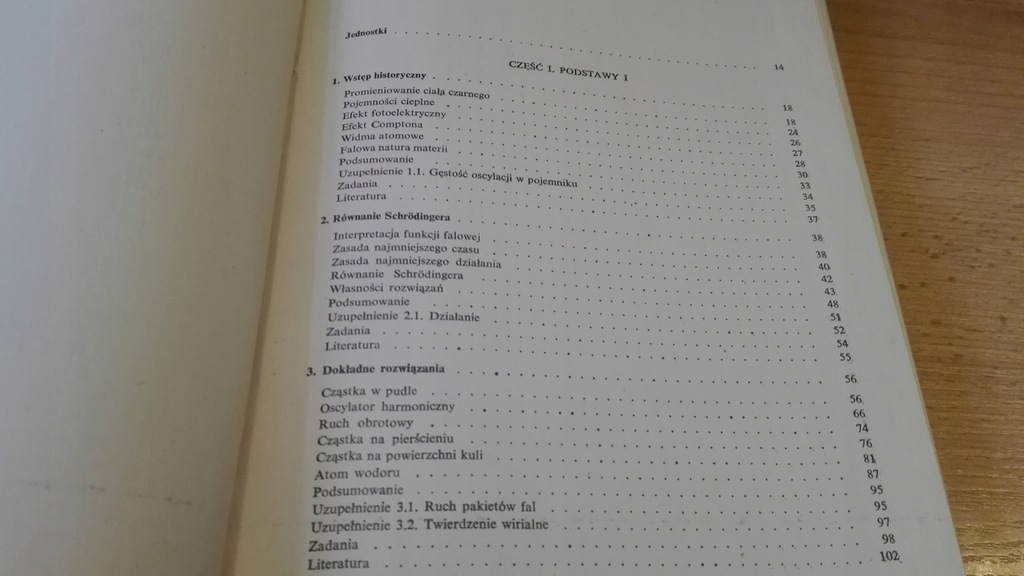 Jednostki . . . . . . . . . . 14
CZĘŚĆ I. PODSTAWY I
1. Wstęp historyczny . . . . . . . . . . 18
Promieniowanie ciała czarnego . . . . . . . . . . 18
Pojemności cieplne . . . . . . . . . . 24
Efekt fotoelektryczny . . . . . . . . . . 26
Efekt Comptona . . . . . . . . . . 27
Widma atomowe . . . . . . . . . . 28
Falowa natura materii . . . . . . . . . . 30
Podsumowanie . . . . . . . . . . 33
Uzupełnienie 1.1. Gęstość oscylacji w pojemniku . . . . . . . . . . 34
Zadania . . . . . . . . . . 35
Literatura . . . . . . . . . . 37
2. Równanie Schrödingera . . . . . . . . . . 38
Interpretacja funkcji falowej . . . . . . . . . . 38
Zasada najmniejszego czasu . . . . . . . . . . 40
Zasada najmniejszego działania . . . . . . . . . . 42
Równanie Schrödingera . . . . . . . . . . 43
Własności rozwiązań . . . . . . . . . . 48
Podsumowanie . . . . . . . . . . 51
Uzupełnienie 2.1. Działanie . . . . . . . . . . 52
Zadania . . . . . . . . . . 54
Literatura . . . . . . . . . . 55
3. Dokładne rozwiązania . . . . . . . . . . 56
Cząstka w pudle . . . . . . . . . . 56
Oscylator harmoniczny . . . . . . . . . . 66
Ruch obrotowy . . . . . . . . . . 74
Cząstka na pierścieniu . . . . . . . . . . 76
Cząstka na powierzchni kuli . . . . . . . . . . 81
Atom wodoru . . . . . . . . . . 87
Podsumowanie . . . . . . . . . . 95
Uzupełnienie 3.1. Ruch pakietów fal . . . . . . . . . . 95
Uzupełnienie 3.2. Twierdzenie wirialne . . . . . . . . . . 97
Zadania . . . . . . . . . . 98
Literatura . . . . . . . . . . 102